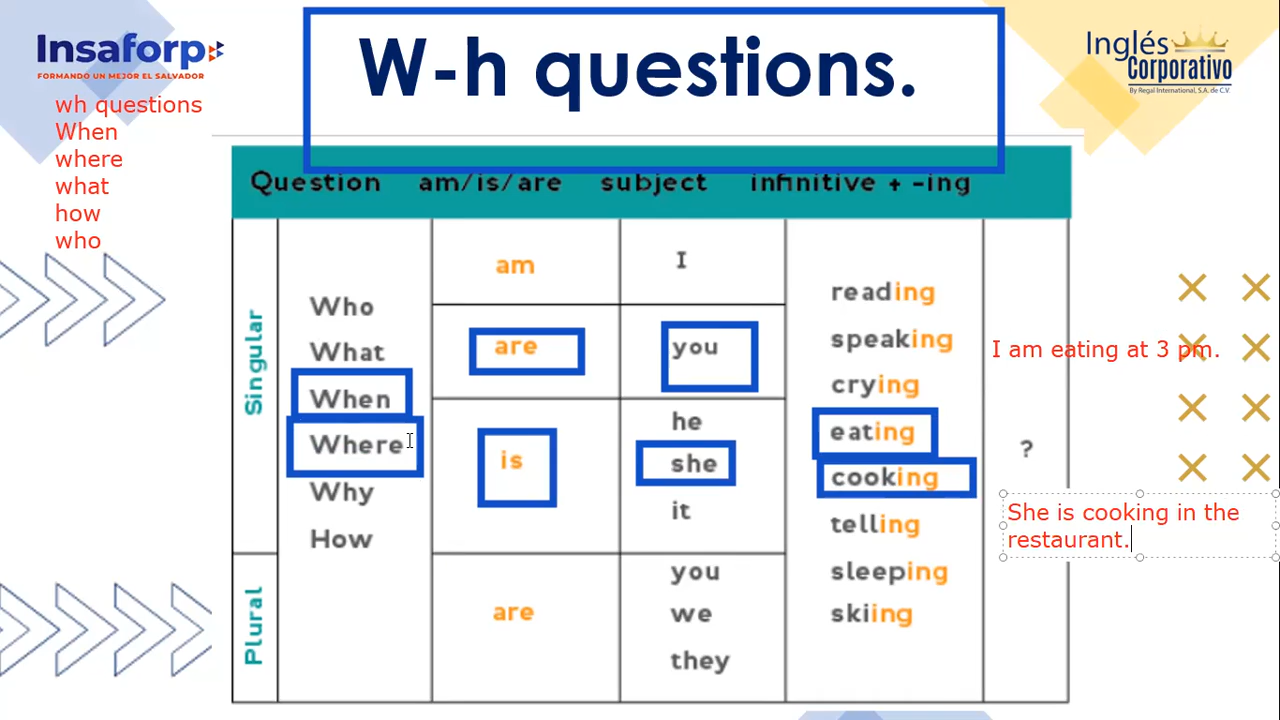 Insaforp
FORMANDO UN MEJOR EL SALVADOR
W-h questions.
Inglés
Corporativo
By Regal International, S.A. de C.V.
wh questions
When
where
what
how
who
Question am/is/are subject infinitive + -ing
Singular
Who
What
When
Where
Why
How
am
are
is
I
you
he
she
it
reading
speaking
crying
eating
cooking
telling
sleeping
skiing
?
Plural
are
you
we
they
I am eating at 3 pm.
She is cooking in the
restaurant.